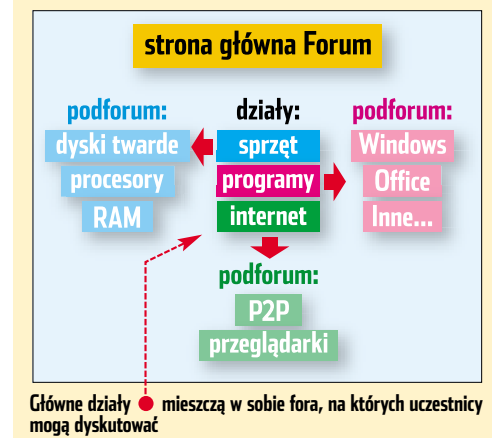 strona główna Forum
podforum:
dyski twarde
procesory
RAM
działy:
sprzęt
programy
internet
podforum:
Windows
Office
Inne...
podforum:
P2P
przeglądarki
Główne działy mieszczą w sobie fora, na których uczestnicy
mogą dyskutować